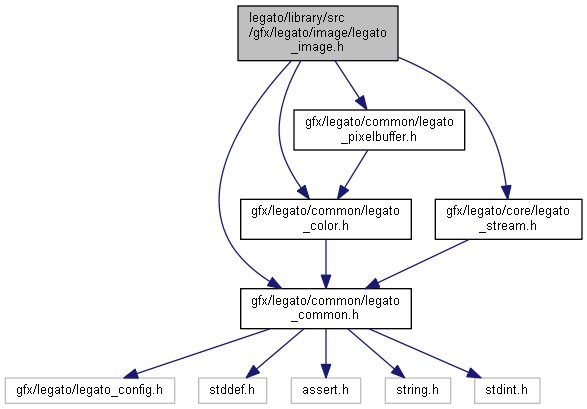 legato/library/src
/gfx/legato/image/legato
_image.h
gfx/legato/common/legato
_pixelbuffer.h
gfx/legato/common/legato
_color.h
gfx/legato/core/legato
_stream.h
gfx/legato/common/legato
_common.h
gfx/legato/legato_config.h
stddef.h
assert.h
string.h
stdint.h